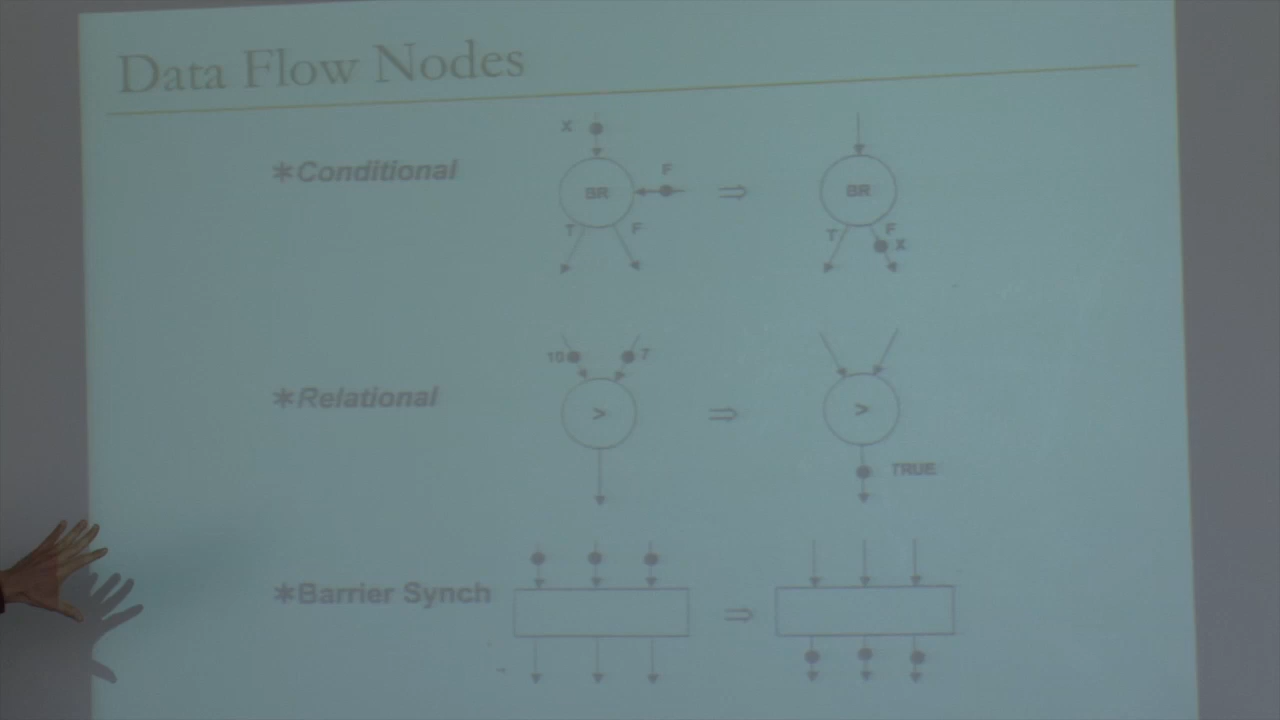 Data Flow Nodes
*Conditional
X
BR
F
T F
⇒
BR
T F
X
*Relational
10 7
>
⇒
>
TRUE
*Barrier Synch
⇒